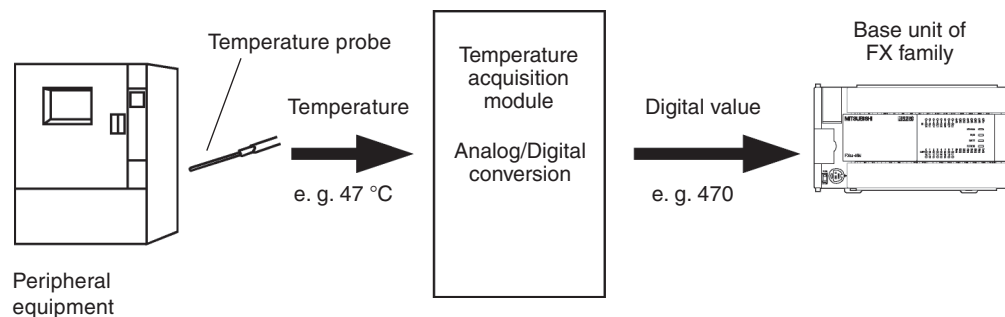 Temperature probe
Temperature
e. g. 47 °C
Peripheral
equipment
Temperature
acquisition
module
Analog/Digital
conversion
Digital value
e. g. 470
Base unit of
FX family
MITSUBISHI